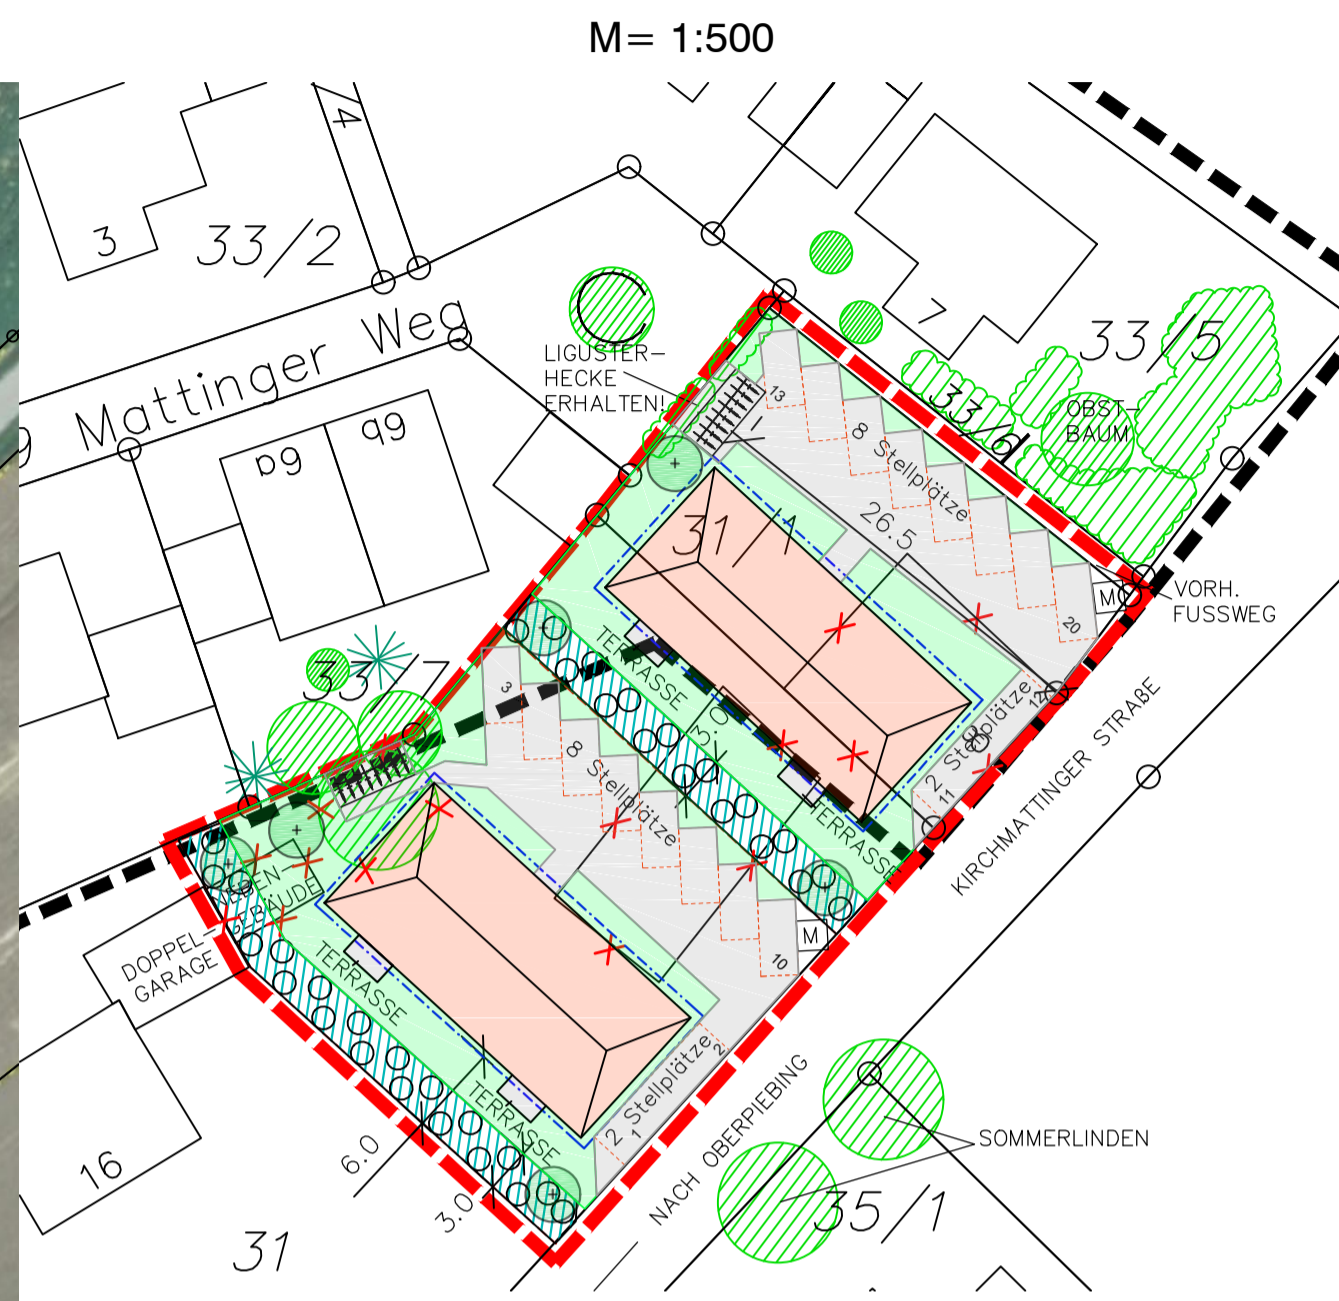 M= 1:500
4
3
33/2
Mattinger Weg
g
7
33/5
LIGUSTER-
HECKE
ERHALTEN!
OBST-
BAUM
33/6
13
8 Stellplätze
26.5
31/1
20
M
VORH.
FUSSWEG
6a
6b
33/7
TERRASSE
3
8 Stellplätze
3.0
TERRASSE
2 Stellplätze
12
11
KIRCHMATTINGER STRAßE
NEBEN-
GEBÄUDE
DOPPEL-
GARAGE
TERRASSE
10
M
TERRASSE
2 Stellplätze
2
1
16
6.0
3.0
31
NACH OBERPIEBING
SOMMERLINDEN
35/1